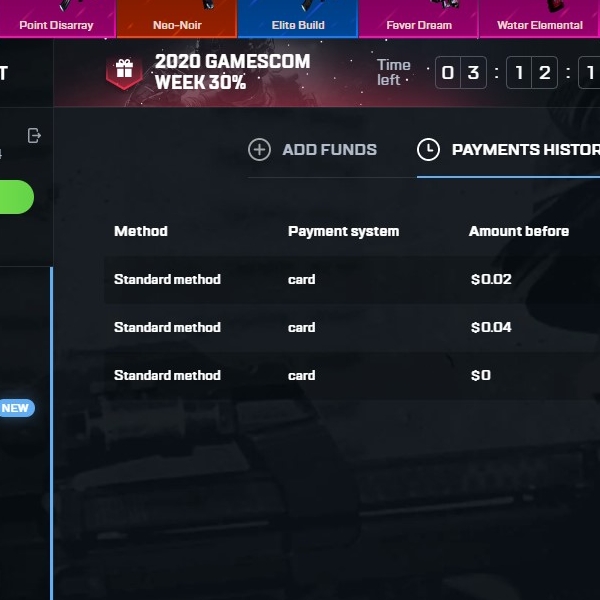 Point Disarray
Neo-Noir
Elite Build
Fever Dream
Water Elemental
2020 GAMESCOM
WEEK 30%
Time
left
0 3 : 1 2 : 1
T
ADD FUNDS
PAYMENTS HISTOR
Method Payment system Amount before
Standard method card $0.02
Standard method card $0.04
Standard method card $0
NEW